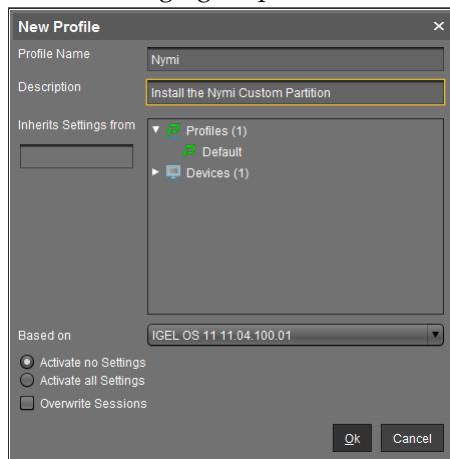 New Profile
Profile Name
Nymi
Description
Install the Nymi Custom Partition
Inherits Settings from
Profiles (1)
Default
Devices (1)
Based on
IGEL OS 11 11.04.100.01
Activate no Settings
Activate all Settings
Overwrite Sessions
Ok Cancel